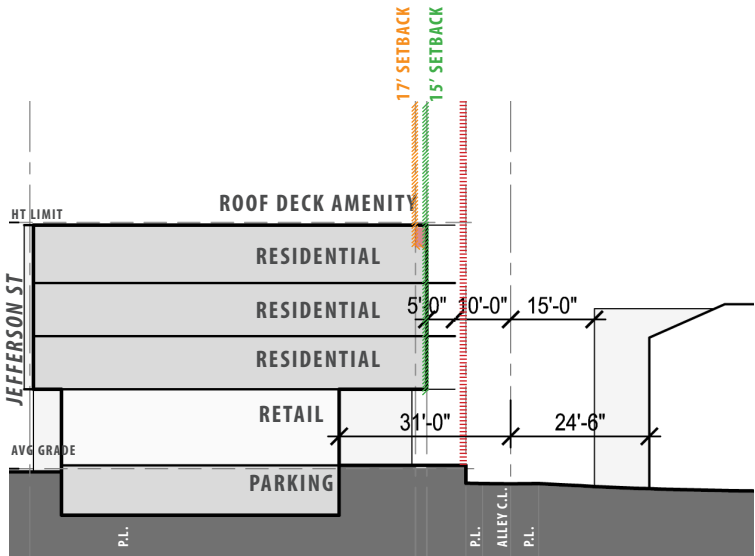 17' SETBACK
15' SETBACK
ROOF DECK AMENITY
HT LIMIT
RESIDENTIAL
JEFFERSON ST
RESIDENTIAL
5'-0" 10'-0" 15'-0"
RESIDENTIAL
RETAIL
31'-0" 24'-6"
AVG GRADE
PARKING
P.L.
P.L.
ALLEY C.L.
P.L.